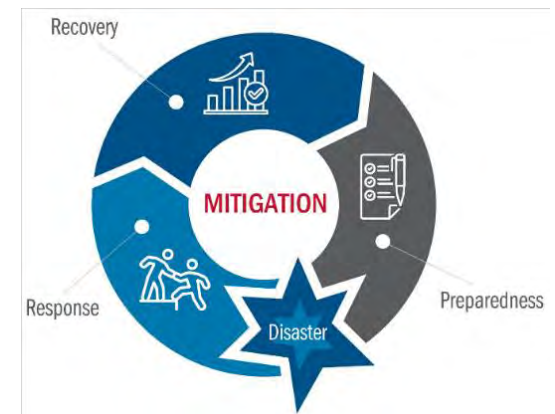 Recovery
MITIGATION
Response
Preparedness
Disaster